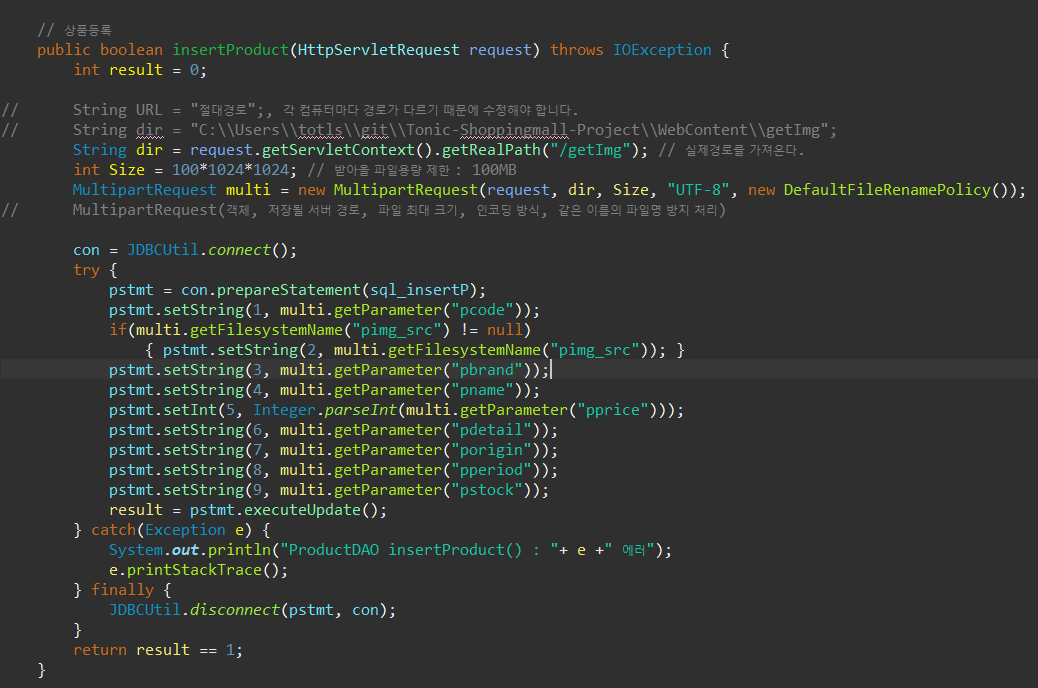 // 상품등록
public boolean insertProduct(HttpServletRequest request) throws IOException {
int result = 0;
// String URL = "절대경로";, 각 컴퓨터마다 경로가 다르기 때문에 수정해야 합니다.
// String dir = "C:\\Users\\totls\\git\\Tonic-Shoppingmall-Project\\WebContent\\getImg";
String dir = request.getServletContext().getRealPath("/getImg"); // 실제경로를 가져온다.
int Size = 100*1024*1024; // 받아올 파일용량 제한 : 100MB
MultipartRequest multi = new MultipartRequest(request, dir, Size, "UTF-8", new DefaultFileRenamePolicy());
// MultipartRequest(객체, 저장될 서버 경로, 파일 최대 크기, 인코딩 방식, 같은 이름의 파일명 방지 처리)
con = JDBCUtil.connect();
try {
pstmt = con.prepareStatement(sql_insertP);
pstmt.setString(1, multi.getParameter("pcode"));
if(multi.getFilesystemName("pimg_src") != null)
{ pstmt.setString(2, multi.getFilesystemName("pimg_src")); }
pstmt.setString(3, multi.getParameter("pbrand"));
pstmt.setString(4, multi.getParameter("pname"));
pstmt.setInt(5, Integer.parseInt(multi.getParameter("pprice")));
pstmt.setString(6, multi.getParameter("pdetail"));
pstmt.setString(7, multi.getParameter("porigin"));
pstmt.setString(8, multi.getParameter("pperiod"));
pstmt.setString(9, multi.getParameter("pstock"));
result = pstmt.executeUpdate();
} catch(Exception e) {
System.out.println("ProductDAO insertProduct() : "+ e +" 에러");
e.printStackTrace();
} finally {
JDBCUtil.disconnect(pstmt, con);
}
return result == 1;
}